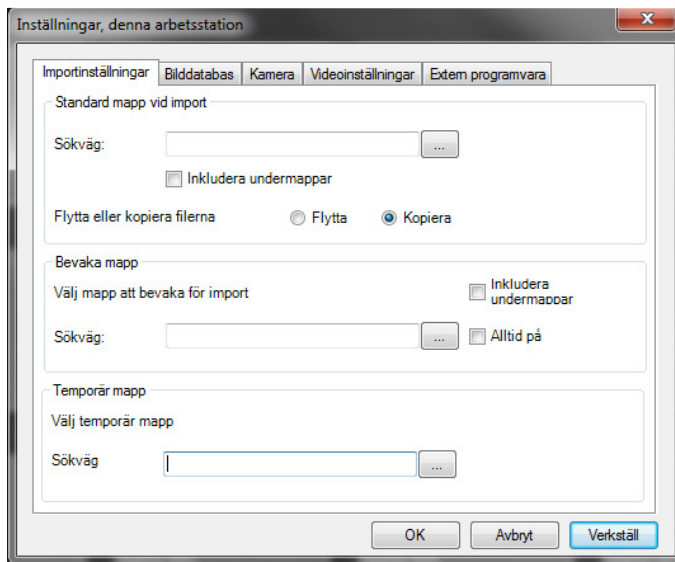 Inställningar, denna arbetsstation
Importinställningar Bilddatabas Kamera Videoinställningar Extern programvara
Standard mapp vid import
Sökväg: ...
Inkludera undermappar
Flytta eller kopiera filerna Flytta Kopiera
Bevaka mapp
Välj mapp att bevaka för import Inkludera
undermappar
Sökväg: ... Alltid på
Temporär mapp
Välj temporär mapp
Sökväg ...
OK Avbryt Verkställ